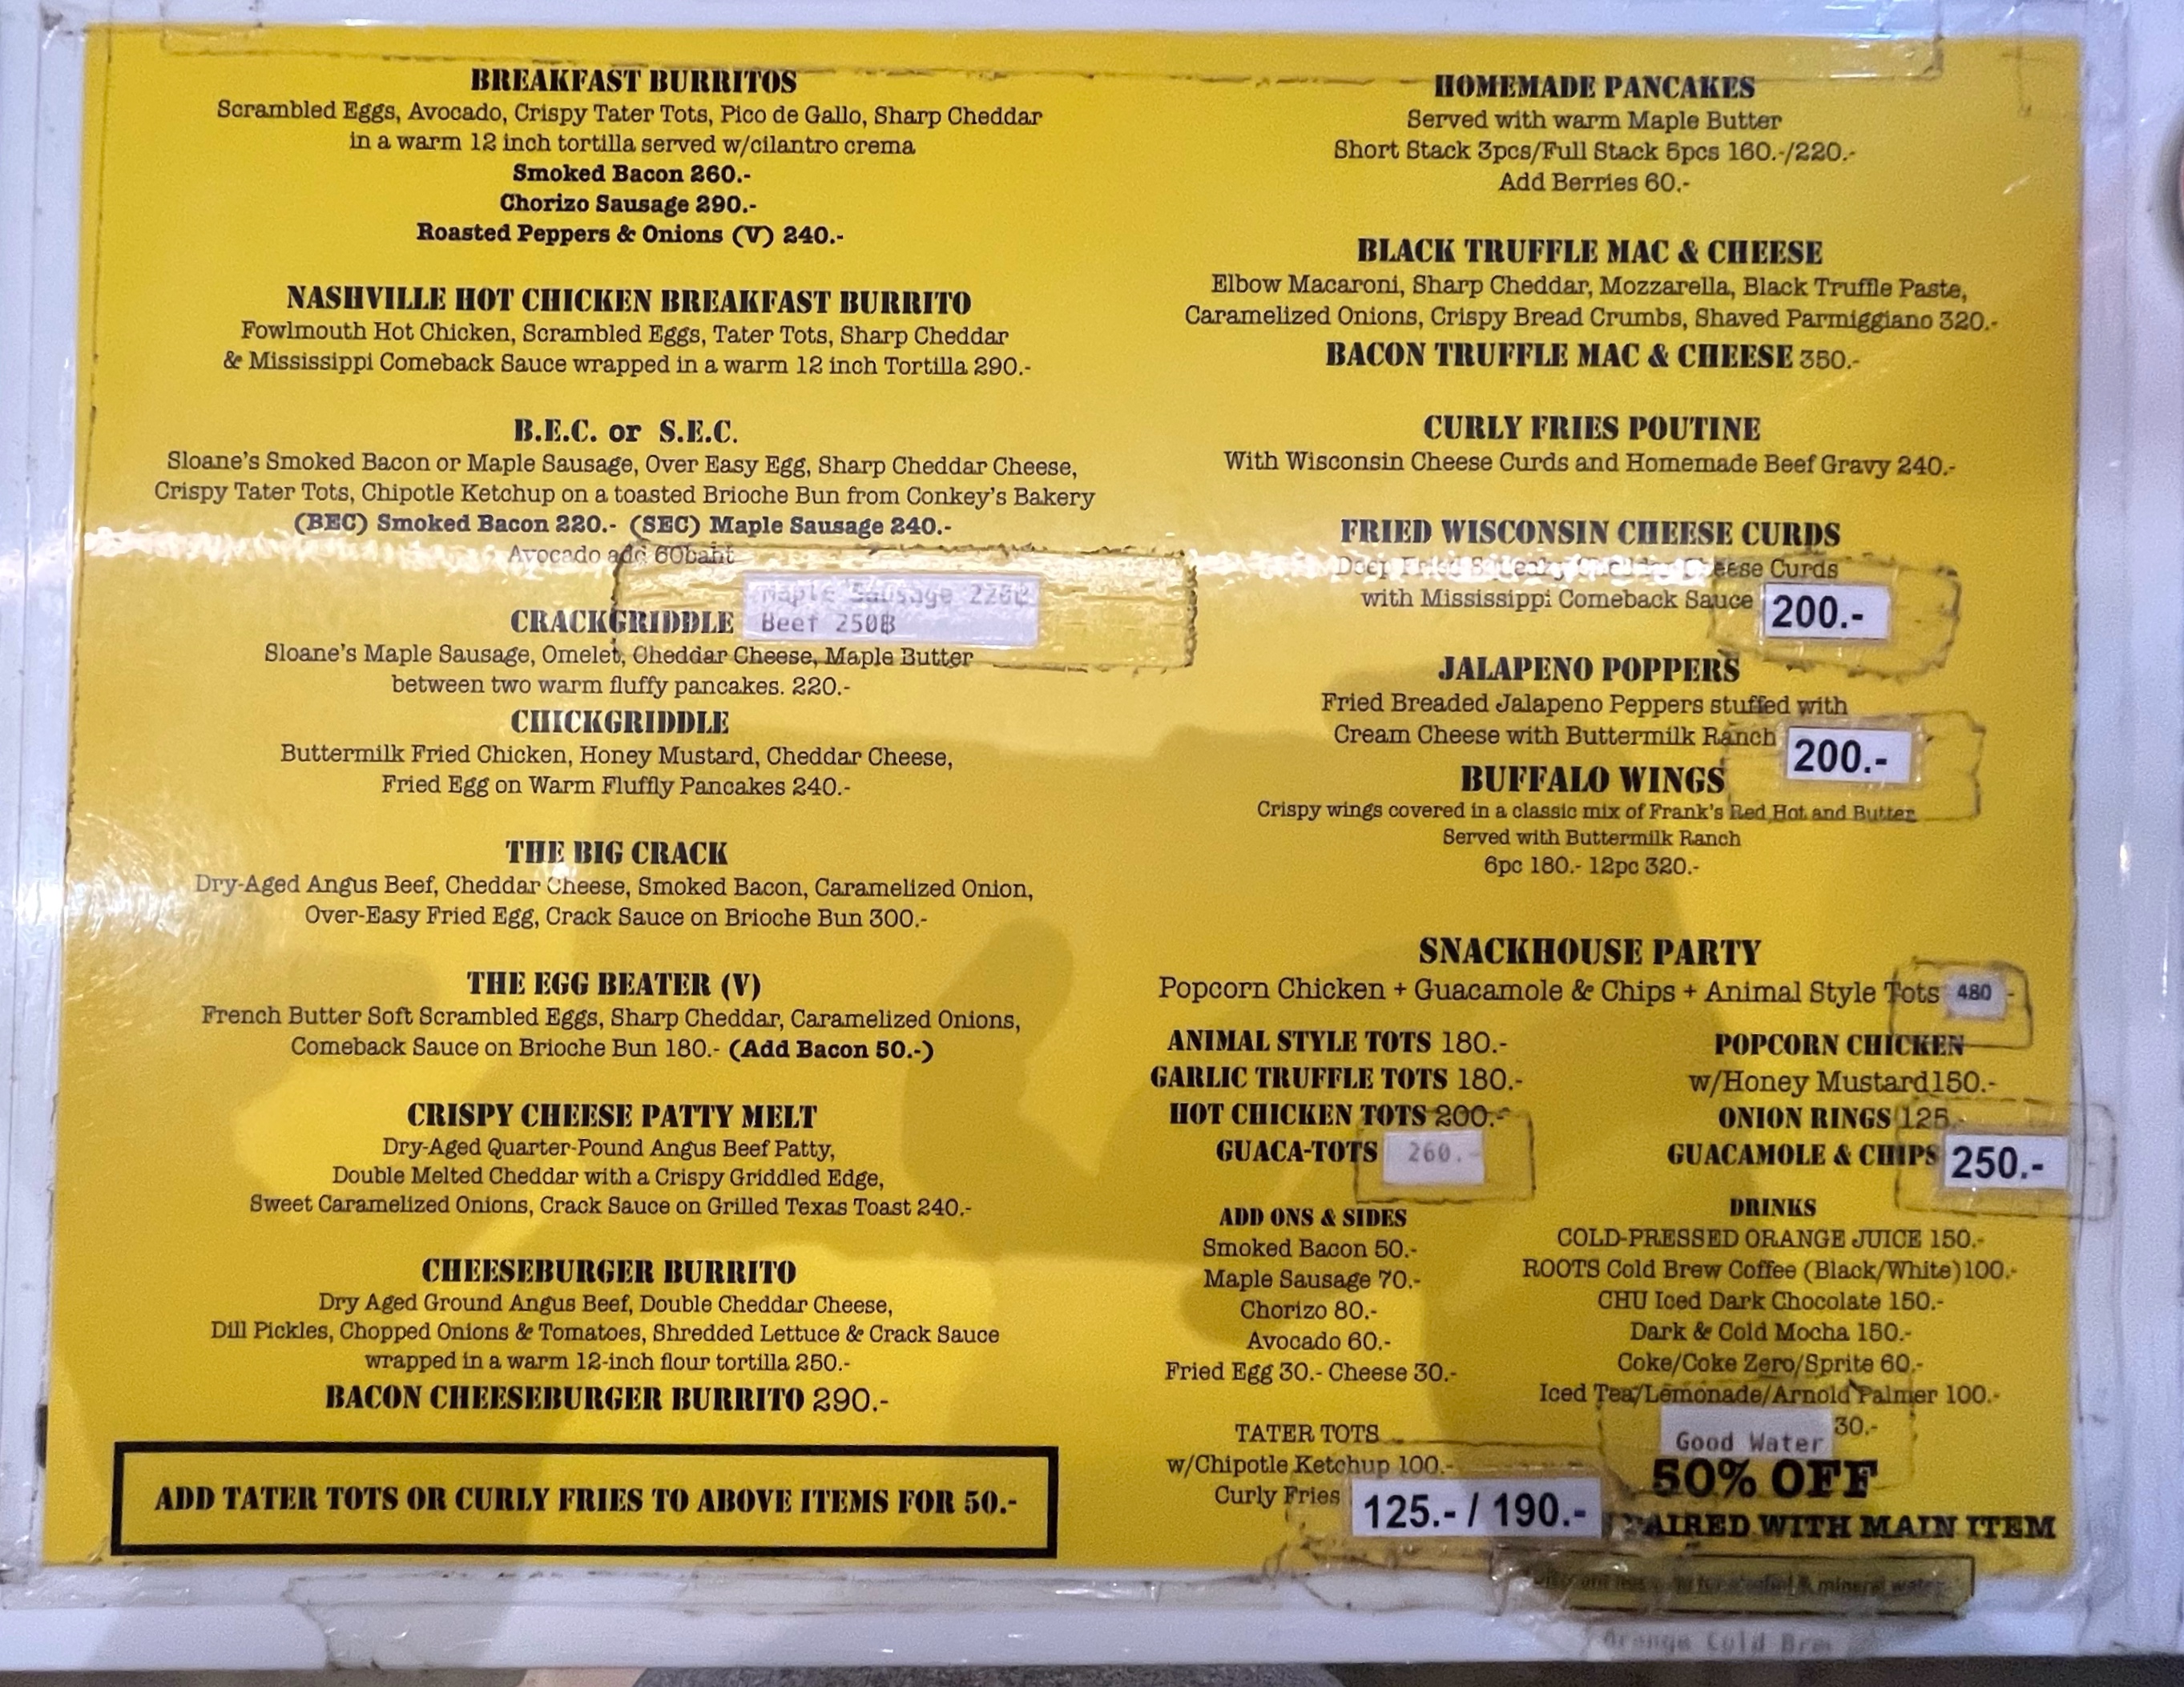 BREAKFAST BURRITOS
Scrambled Eggs, Avocado, Crispy Tater Tots, Pico de Gallo, Sharp Cheddar
in a warm 12 inch tortilla served w/cilantro crema
Smoked Bacon 260.-
Chorizo Sausage 290.-
Roasted Peppers & Onions (V) 240.-
NASHVILLE HOT CHICKEN BREAKFAST BURRITO
Fowlmouth Hot Chicken, Scrambled Eggs, Tater Tots, Sharp Cheddar
& Mississippi Comeback Sauce wrapped in a warm 12 inch Tortilla 290.-
B.E.C. or S.E.C.
Sloane's Smoked Bacon or Maple Sausage, Over Easy Egg, Sharp Cheddar Cheese,
Crispy Tater Tots, Chipotle Ketchup on a toasted Brioche Bun from Conkey's Bakery
(BEC) Smoked Bacon 220.- (SEC) Maple Sausage 240.-
Avocado add 60baht
Maple Sausage 220฿
CRACKGRIDDLE Beef 250฿
Sloane's Maple Sausage, Omelet, Cheddar Cheese, Maple Butter
between two warm fluffy pancakes. 220.-
CHICKGRIDDLE
Buttermilk Fried Chicken, Honey Mustard, Cheddar Cheese,
Fried Egg on Warm Fluffly Pancakes 240.-
THE BIG CRACK
Dry-Aged Angus Beef, Cheddar Cheese, Smoked Bacon, Caramelized Onion,
Over-Easy Fried Egg, Crack Sauce on Brioche Bun 300.-
THE EGG BEATER (V)
French Butter Soft Scrambled Eggs, Sharp Cheddar, Caramelized Onions,
Comeback Sauce on Brioche Bun 180.- (Add Bacon 50.-)
CRISPY CHEESE PATTY MELT
Dry-Aged Quarter-Pound Angus Beef Patty,
Double Melted Cheddar with a Crispy Griddled Edge,
Sweet Caramelized Onions, Crack Sauce on Grilled Texas Toast 240.-
CHEESEBURGER BURRITO
Dry Aged Ground Angus Beef, Double Cheddar Cheese,
Dill Pickles, Chopped Onions & Tomatoes, Shredded Lettuce & Crack Sauce
wrapped in a warm 12-inch flour tortilla 250.-
BACON CHEESEBURGER BURRITO 290.-
ADD TATER TOTS OR CURLY FRIES TO ABOVE ITEMS FOR 50.-
HOMEMADE PANCAKES
Served with warm Maple Butter
Short Stack 3pcs/Full Stack 5pcs 160.-/220.-
Add Berries 60.-
BLACK TRUFFLE MAC & CHEESE
Elbow Macaroni, Sharp Cheddar, Mozzarella, Black Truffle Paste,
Caramelized Onions, Crispy Bread Crumbs, Shaved Parmiggiano 320.-
BACON TRUFFLE MAC & CHEESE 350.-
CURLY FRIES POUTINE
With Wisconsin Cheese Curds and Homemade Beef Gravy 240.-
FRIED WISCONSIN CHEESE CURDS
Deep Fried Cheese Curds
with Mississippi Comeback Sauce 200.-
JALAPENO POPPERS
Fried Breaded Jalapeno Peppers stuffed with
Cream Cheese with Buttermilk Ranch 200.-
BUFFALO WINGS
Crispy wings covered in a classic mix of Frank's Red Hot and Butter
Served with Buttermilk Ranch
6pc 180.- 12pc 320.-
SNACKHOUSE PARTY
Popcorn Chicken + Guacamole & Chips + Animal Style Tots 480 -
ANIMAL STYLE TOTS 180.-
GARLIC TRUFFLE TOTS 180.-
HOT CHICKEN TOTS 200.-
GUACA-TOTS 260.-
POPCORN CHICKEN
w/Honey Mustard150.-
ONION RINGS 125.-
GUACAMOLE & CHIPS 250.-
ADD ONS & SIDES
Smoked Bacon 50.-
Maple Sausage 70.-
Chorizo 80.-
Avocado 60.-
Fried Egg 30.- Cheese 30.-
TATER TOTS
w/Chipotle Ketchup 100.-
Curly Fries 125.- / 190.-
DRINKS
COLD-PRESSED ORANGE JUICE 150.-
ROOTS Cold Brew Coffee (Black/White)100.-
CHU Iced Dark Chocolate 150.-
Dark & Cold Mocha 150.-
Coke/Coke Zero/Sprite 60.-
Iced Tea/Lemonade/Arnold Palmer 100.-
Good Water 30.-
50% OFF
PAIRED WITH MAIN ITEM
& mineral water
Orange Cold Brew